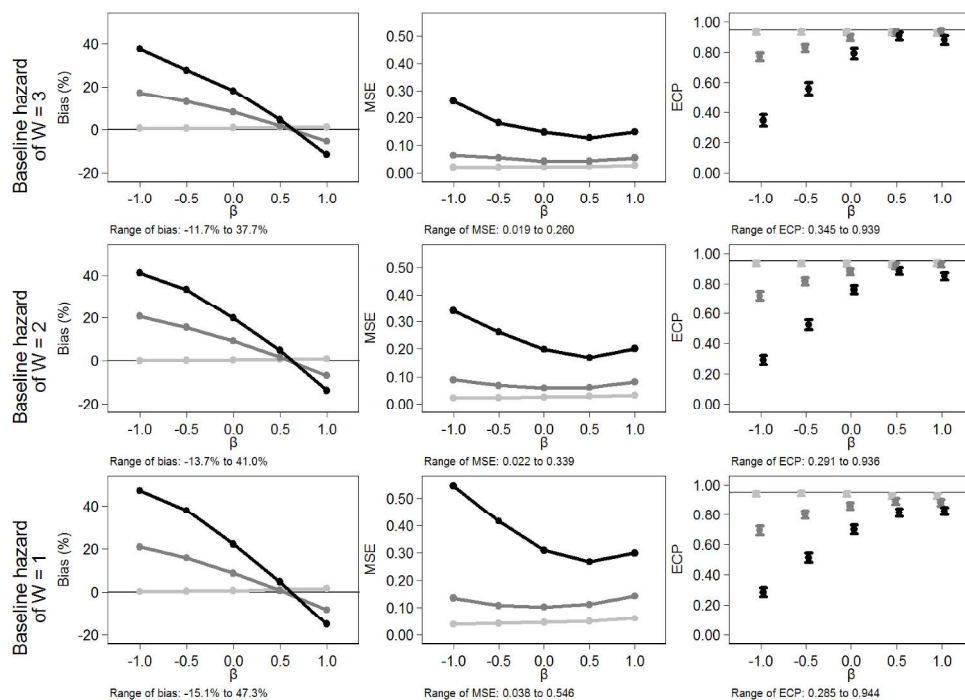 Baseline hazard
of W = 3
Bias (%)
40
20
0
-20
-1.0 -0.5 0.0 0.5 1.0
β
Range of bias: -11.7% to 37.7%
MSE
0.50
0.40
0.30
0.20
0.10
0.00
-1.0 -0.5 0.0 0.5 1.0
β
Range of MSE: 0.019 to 0.260
ECP
1.00
0.80
0.60
0.40
0.20
0.00
-1.0 -0.5 0.0 0.5 1.0
β
Range of ECP: 0.345 to 0.939
Baseline hazard
of W = 2
Bias (%)
40
20
0
-20
-1.0 -0.5 0.0 0.5 1.0
β
Range of bias: -13.7% to 41.0%
MSE
0.50
0.40
0.30
0.20
0.10
0.00
-1.0 -0.5 0.0 0.5 1.0
β
Range of MSE: 0.022 to 0.339
ECP
1.00
0.80
0.60
0.40
0.20
0.00
-1.0 -0.5 0.0 0.5 1.0
β
Range of ECP: 0.291 to 0.936
Baseline hazard
of W = 1
Bias (%)
40
20
0
-20
-1.0 -0.5 0.0 0.5 1.0
β
Range of bias: -15.1% to 47.3%
MSE
0.50
0.40
0.30
0.20
0.10
0.00
-1.0 -0.5 0.0 0.5 1.0
β
Range of MSE: 0.038 to 0.546
ECP
1.00
0.80
0.60
0.40
0.20
0.00
-1.0 -0.5 0.0 0.5 1.0
β
Range of ECP: 0.285 to 0.944